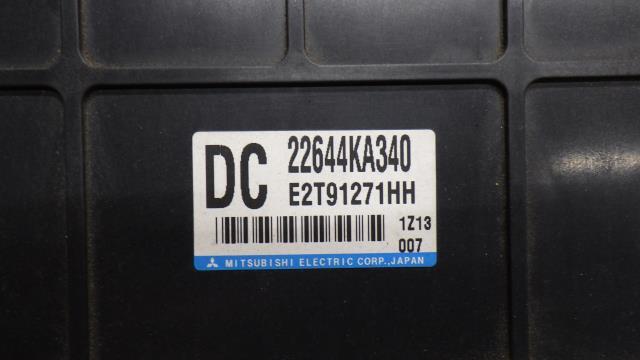 DC 22644KA340
E2T91271HH
1Z13
007
MITSUBISHI ELECTRIC CORP.,JAPAN